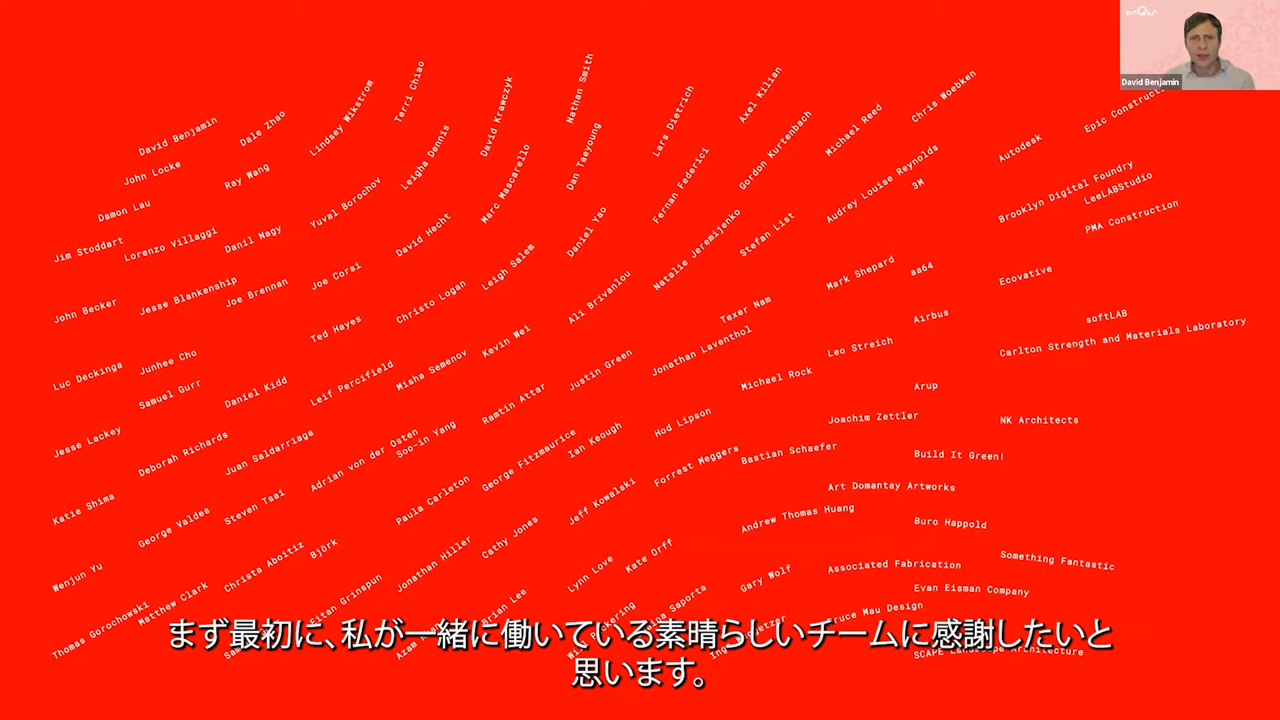 David Benjamin
David Benjamin
John Locke
Damon Lau
Jim Stoddart
John Becker
Luc Deckinga
Jesse Lackey
Katie Shima
Wenjun Yu
Thomas Gorochowski
Dale Zhao
Ray Wang
Lorenzo Villaggi
Jesse Blankenship
Junhee Cho
Samuel Gurr
Deborah Richards
George Valdes
Matthew Clark
Lindsey Wikstrom
Danil Nagy
Joe Brennan
Daniel Kidd
Juan Saldarriaga
Steven Tsai
Christa Aboitiz
Terri Chiao
Yuval Borochov
Joe Corsi
Ted Hayes
Leif Percifield
Adrian von der Osten
Björk
Eitan Grinspun
David Krawczyk
Leigha Dennis
David Hecht
Christo Logan
Misha Semenov
Soo-in Yang
Paula Carleton
Jonathan Hiller
Nathan Smith
Marc Mascarello
Leigh Salem
Kevin Wei
Ramtin Attar
George Fitzmaurice
Cathy Jones
Brian Lee
Dan Taeyoung
Daniel Yao
Ali Brivanlou
Justin Green
Ian Keough
Jeff Kowalski
Lynn Love
Lars Dietrich
Fernan Federici
Natalie Jeremijenko
Jonathan Laventhol
Hod Lipson
Forrest Meggers
Kate Orff
Saporta
Axel Kilian
Gordon Kurtenbach
Stefan List
Texer Nam
Michael Rock
Bastian Schaefer
Andrew Thomas Huang
Gary Wolf
Michael Reed
Audrey Louise Reynolds
Mark Shepard
Leo Streich
Joachim Zettler
Art Domantay Artworks
Associated Fabrication
Bruce Mau Design
Chris Woebken
3M
aa64
Airbus
Arup
Build It Green!
Buro Happold
Evan Eisman Company
SCAPE Landscape Architecture
Autodesk
Brooklyn Digital Foundry
Ecovative
Carlton Strength and Materials Laboratory
NK Architects
Something Fantastic
Epic
LeeLABStudio
PMA Construction
softLAB
まず最初に、私が一緒に働いている素晴らしいチームに感謝したいと
思います。